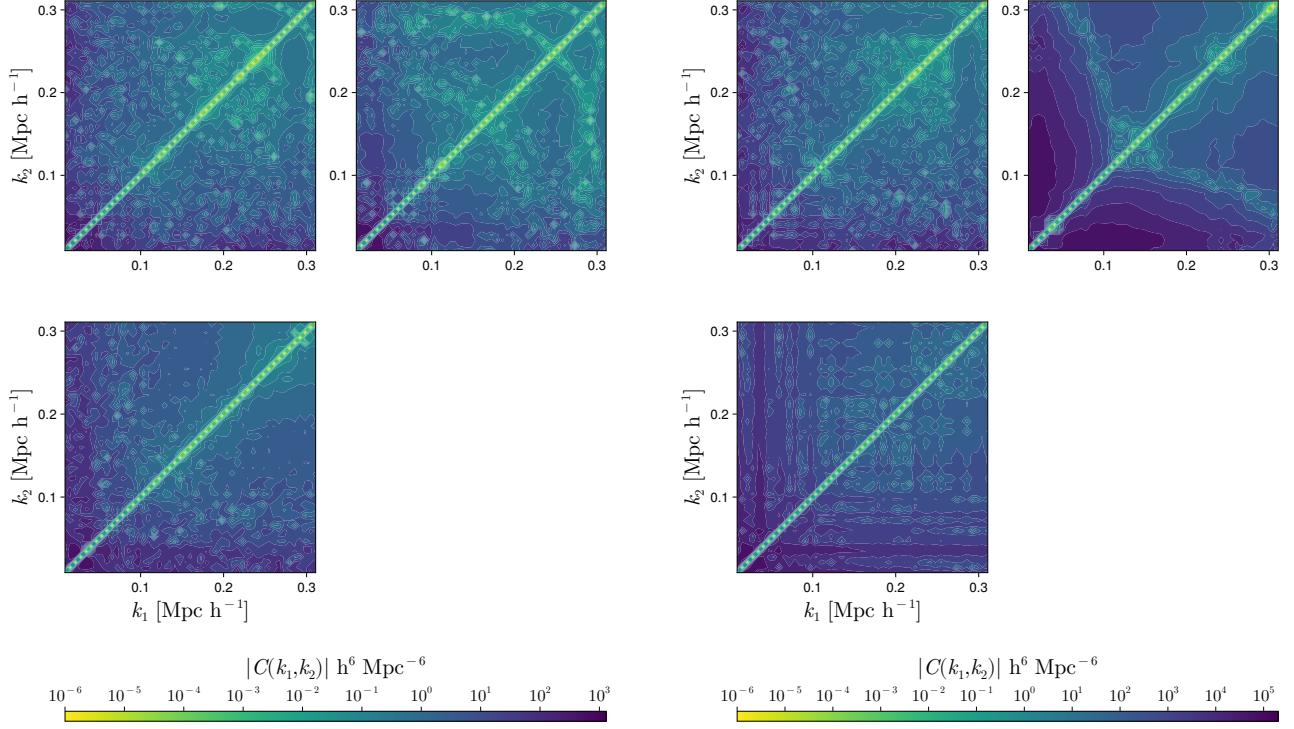 0.3
0.2
0.1
k₂ [Mpc h⁻¹]
0.1 0.2 0.3
0.3
0.2
0.1
0.1 0.2 0.3
0.3
0.2
0.1
k₂ [Mpc h⁻¹]
0.1 0.2 0.3
0.3
0.2
0.1
0.1 0.2 0.3
0.3
0.2
0.1
k₂ [Mpc h⁻¹]
0.1 0.2 0.3
k₁ [Mpc h⁻¹]
0.3
0.2
0.1
k₂ [Mpc h⁻¹]
0.1 0.2 0.3
k₁ [Mpc h⁻¹]
|C(k₁,k₂)| h⁶ Mpc⁻⁶
10⁻⁶ 10⁻⁵ 10⁻⁴ 10⁻³ 10⁻² 10⁻¹ 10⁰ 10¹ 10² 10³
|C(k₁,k₂)| h⁶ Mpc⁻⁶
10⁻⁶ 10⁻⁵ 10⁻⁴ 10⁻³ 10⁻² 10⁻¹ 10⁰ 10¹ 10² 10³ 10⁴ 10⁵